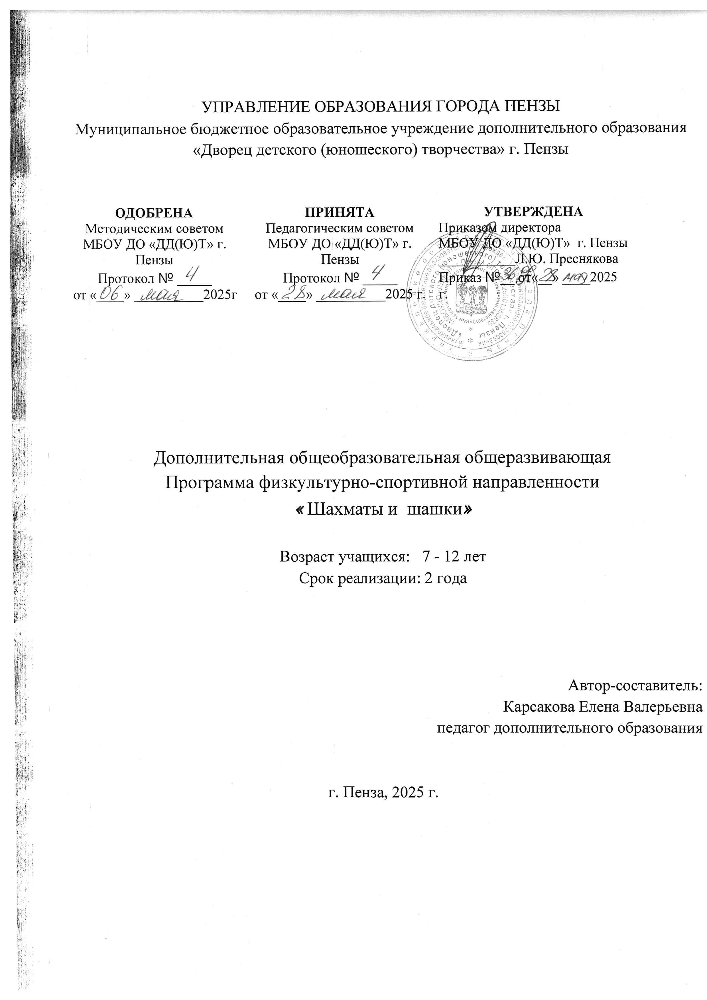 УПРАВЛЕНИЕ ОБРАЗОВАНИЯ ГОРОДА ПЕНЗЫ
Муниципальное бюджетное образовательное учреждение дополнительного образования
«Дворец детского (юношеского) творчества» г. Пензы
ОДОБРЕНА
Методическим советом
МБОУ ДО «ДД(Ю)Т» г.
Пензы
Протокол № 4
от «06» мая 2025г
ПРИНЯТА
Педагогическим советом
МБОУ ДО «ДД(Ю)Т» г.
Пензы
Протокол № 4
от «28» мая 2025 г.
УТВЕРЖДЕНА
Приказом директора
МБОУ ДО «ДД(Ю)Т» г. Пензы
Л.Ю. Преснякова
Приказ № от«28» мая 2025
г.
Дополнительная общеобразовательная общеразвивающая
Программа физкультурно-спортивной направленности
« Шахматы и шашки»
Возраст учащихся: 7 - 12 лет
Срок реализации: 2 года
Автор-составитель:
Карсакова Елена Валерьевна
педагог дополнительного образования
г. Пенза, 2025 г.